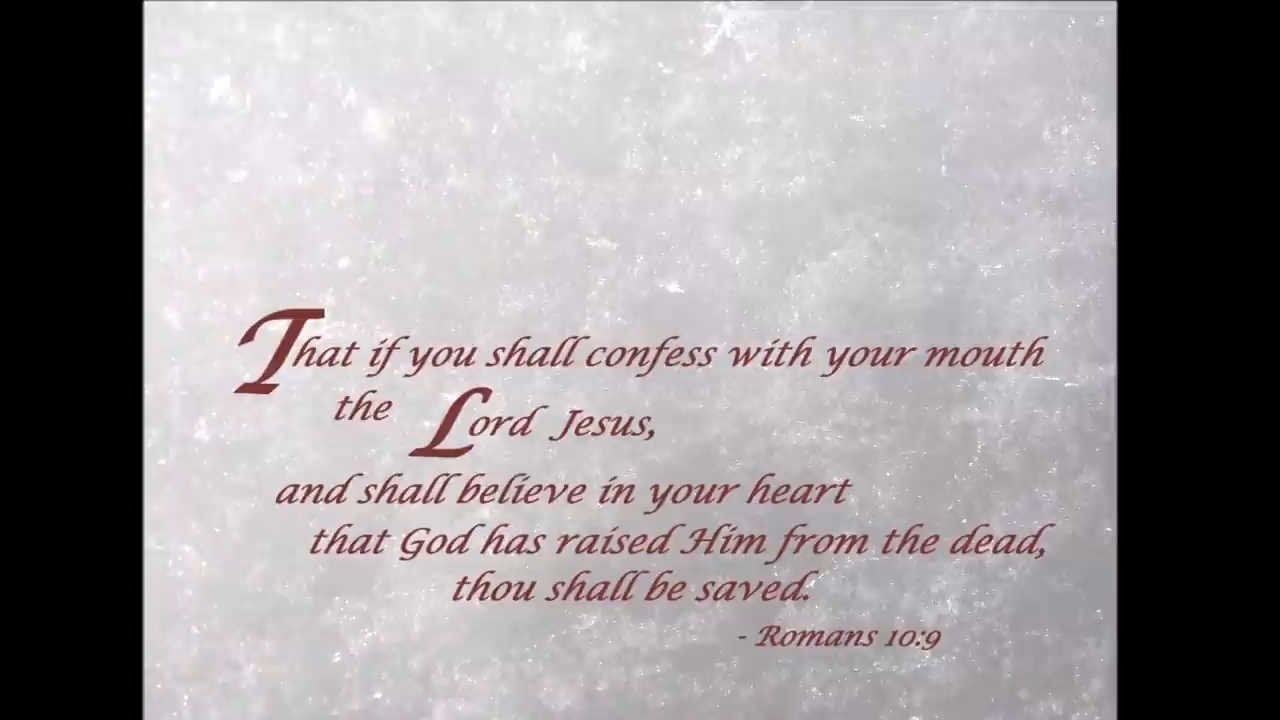 That if you shall confess with your mouth
the Lord Jesus,
and shall believe in your heart
that God has raised Him from the dead,
thou shall be saved.
- Romans 10:9